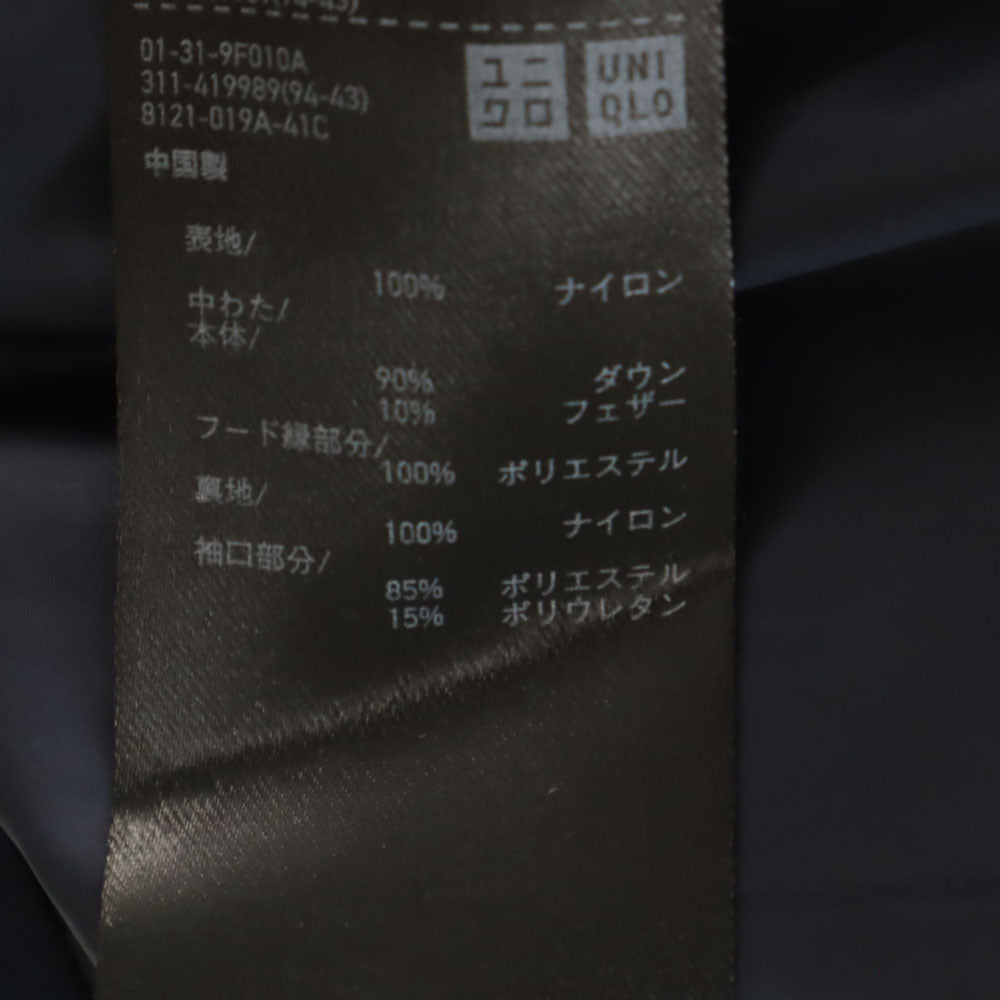 01-31-9F010A
311-419989(94-43)
8121-019A-41C
ユニ
クロ
UNI
QLO
中国製
表地/
100% ナイロン
中わた/
本体/
90% ダウン
10% フェザー
フード縁部分/
100% ポリエステル
裏地/
100% ナイロン
袖口部分/
85% ポリエステル
15% ポリウレタン